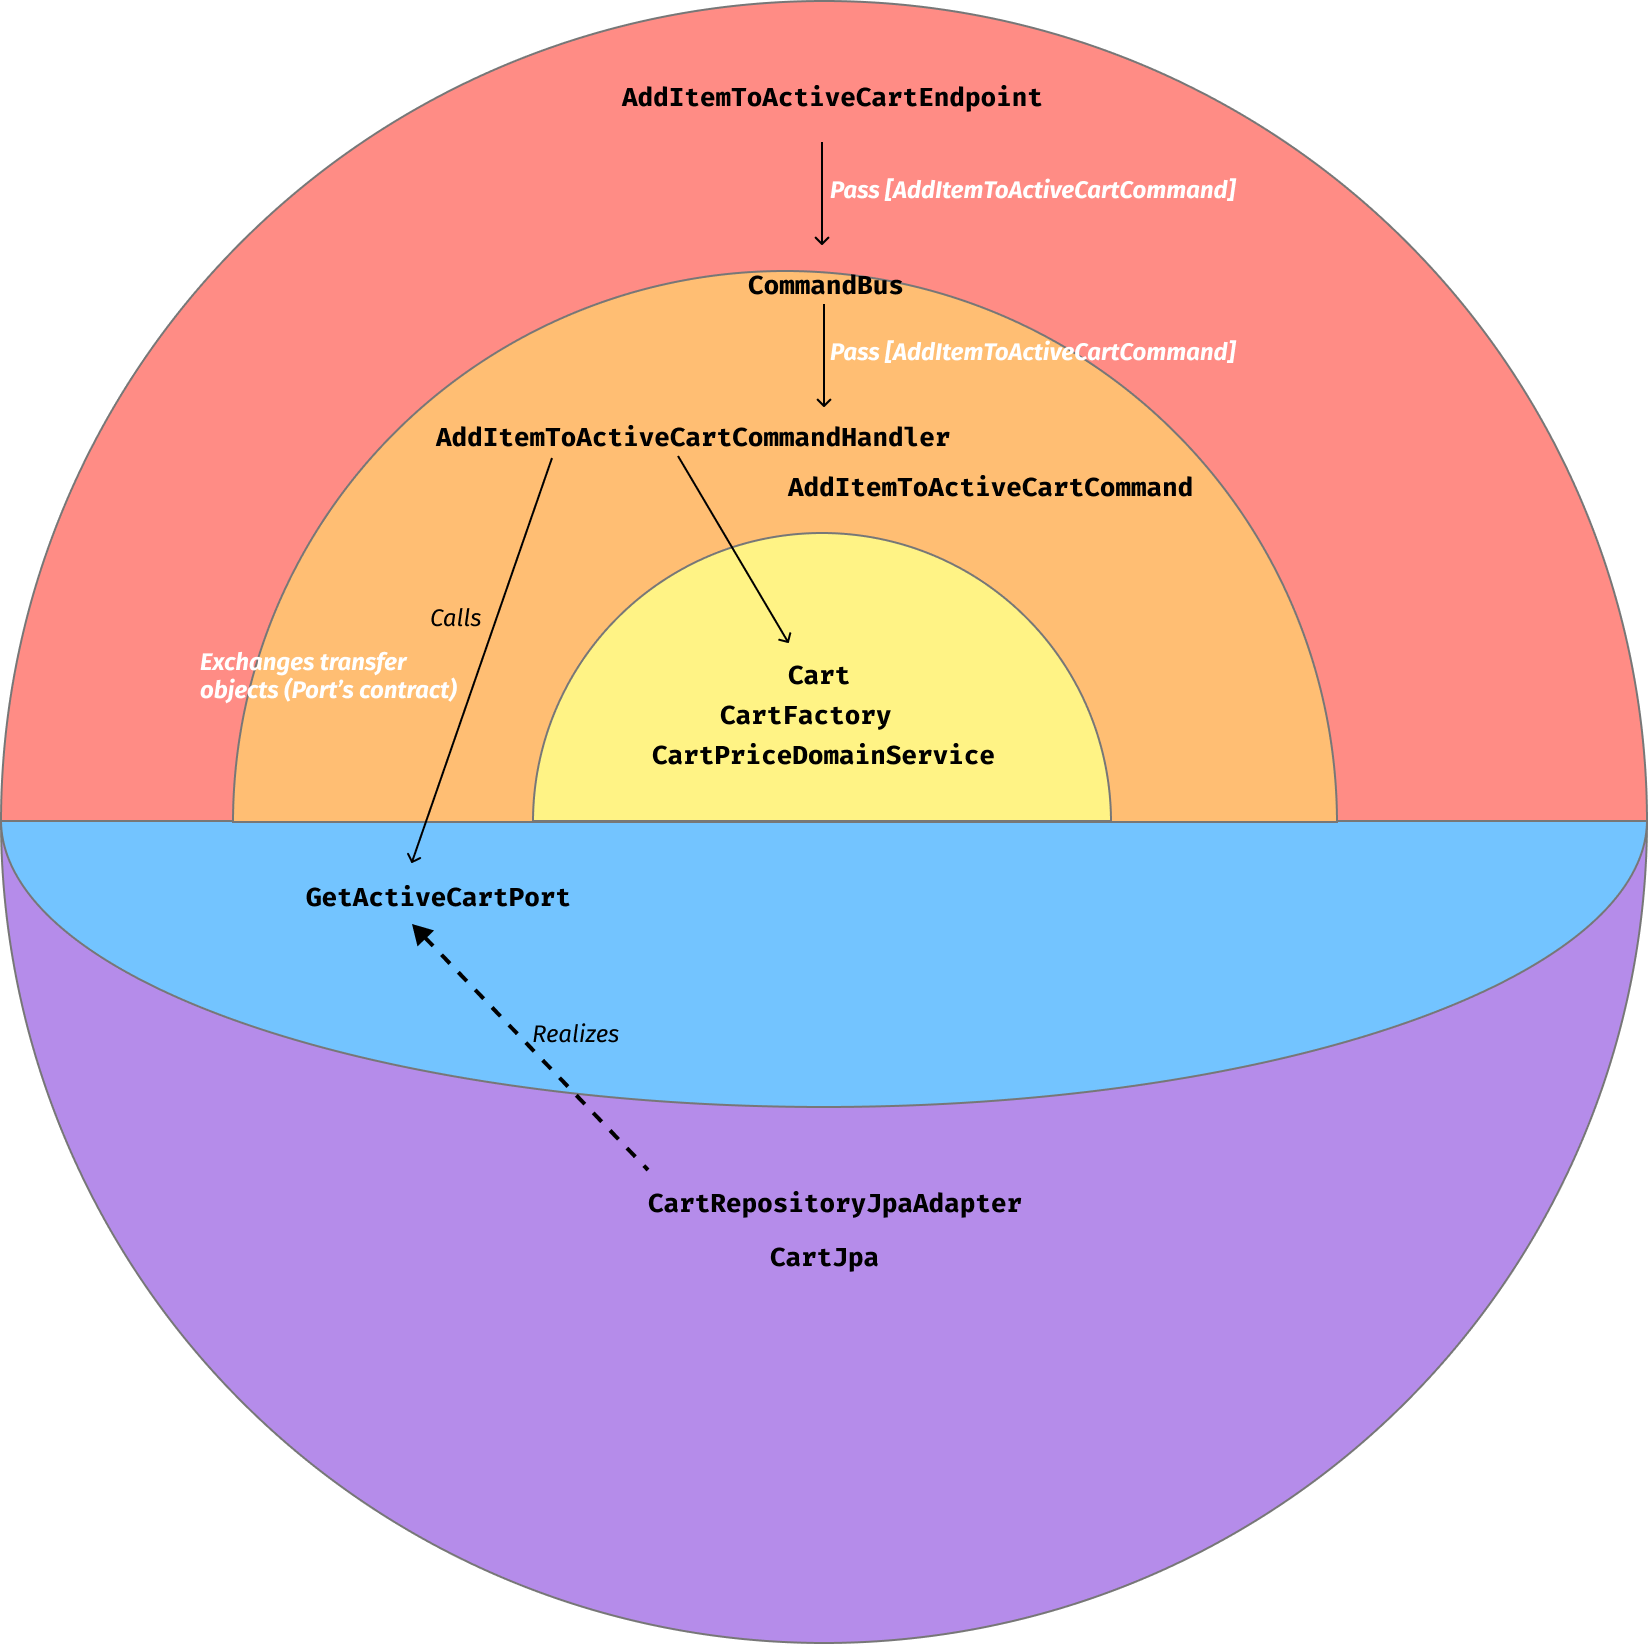 AddItemToActiveCartEndpoint
Pass [AddItemToActiveCartCommand]
CommandBus
Pass [AddItemToActiveCartCommand]
AddItemToActiveCartCommandHandler
AddItemToActiveCartCommand
Calls
Exchanges transfer
objects (Port’s contract)
Cart
CartFactory
CartPriceDomainService
GetActiveCartPort
Realizes
CartRepositoryJpaAdapter
CartJpa